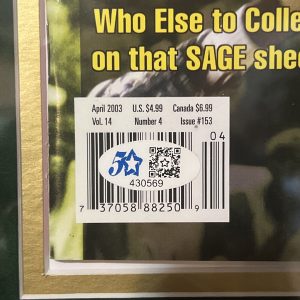 Who Else to Colle
on that SAGE shee
April 2003 U.S. $4.99 Canada $6.99
Vol. 14 Number 4 Issue #153
04
5
430569
7 37058 88250 9